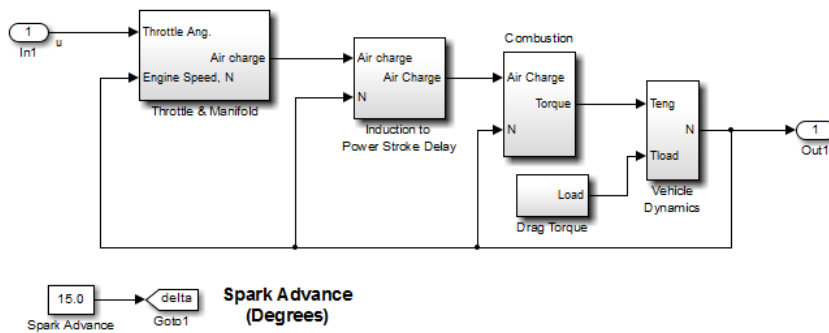 1
In1
u
Throttle Ang.
Air charge
Engine Speed, N
Throttle & Manifold
Air charge
Air Charge
N
Induction to
Power Stroke Delay
Combustion
Air Charge
Torque
N
Load
Drag Torque
Teng
N
Tload
Vehicle
Dynamics
1
Out1
15.0
Spark Advance
delta
Goto1
Spark Advance
(Degrees)